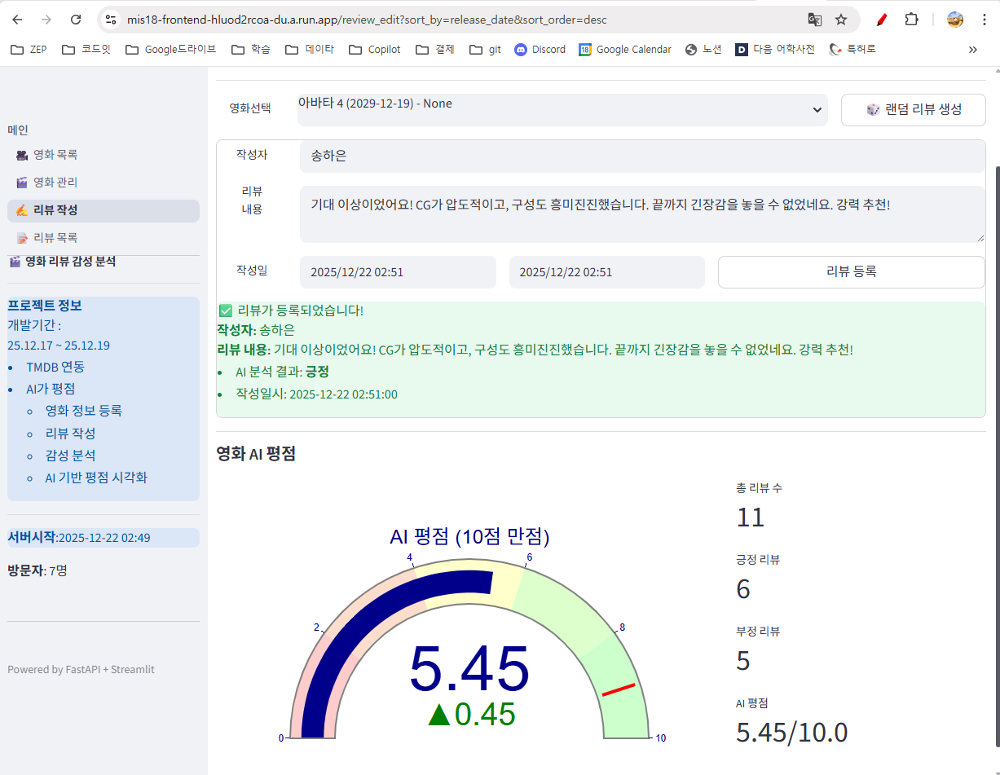 mis18-frontend-hluod2rcoa-du.a.run.app/review_edit?sort_by=release_date&sort_order=desc
ZEP 코드잇 Google드라이브 학습 데이타 Copilot 결제 git Discord 18 Google Calendar 노션 D 다음 어학사전 특허로 »
메인
영화 목록
영화 관리
리뷰 작성
리뷰 목록
영화 리뷰 감성 분석
프로젝트 정보
개발기간 :
25.12.17 ~ 25.12.19
• TMDB 연동
• AI가 평점
영화 정보 등록
리뷰 작성
감성 분석
AI 기반 평점 시각화
서버시작:2025-12-22 02:49
방문자: 7명
Powered by FastAPI + Streamlit
영화선택 아바타 4 (2029-12-19) - None 랜덤 리뷰 생성
작성자 송하은
리뷰 내용 기대 이상이었어요! CG가 압도적이고, 구성도 흥미진진했습니다. 끝까지 긴장감을 놓을 수 없었네요. 강력 추천!
작성일 2025/12/22 02:51 2025/12/22 02:51 리뷰 등록
✅ 리뷰가 등록되었습니다!
작성자: 송하은
리뷰 내용: 기대 이상이었어요! CG가 압도적이고, 구성도 흥미진진했습니다. 끝까지 긴장감을 놓을 수 없었네요. 강력 추천!
• AI 분석 결과: 긍정
• 작성일시: 2025-12-22 02:51:00
영화 AI 평점
AI 평점 (10점 만점)
0
2
4
6
8
10
5.45
▲0.45
총 리뷰 수
11
긍정 리뷰
6
부정 리뷰
5
AI 평점
5.45/10.0